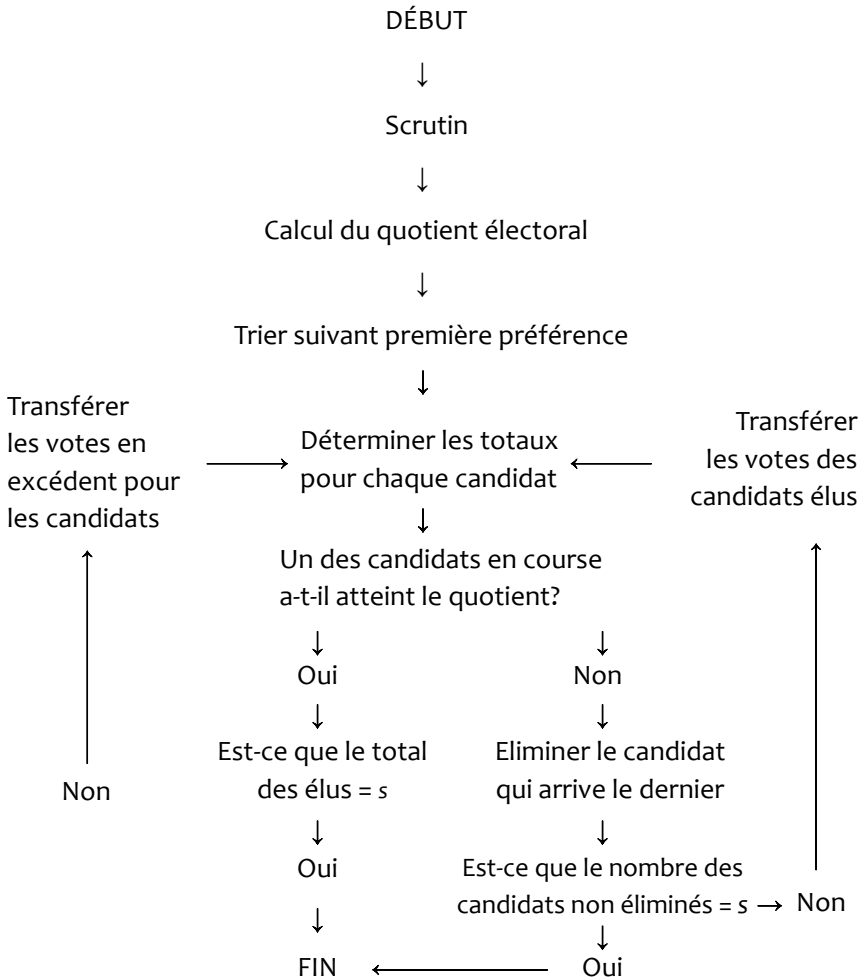 DÉBUT
↓
Scrutin
↓
Calcul du quotient électoral
↓
Trier suivant première préférence
↓
Transférer
les votes en
excédent pour
les candidats
→
Déterminer les totaux
pour chaque candidat
←
Transférer
les votes des
candidats élus
↓
Un des candidats en course
a-t-il atteint le quotient?
↓ ↓
Oui
Non
↓ ↓
Est-ce que le total
des élus = s
Eliminer le candidat
qui arrive le dernier
Non
↓ ↓
Oui
Est-ce que le nombre des
candidats non éliminés = s → Non
↓ ↓
FIN ← Oui